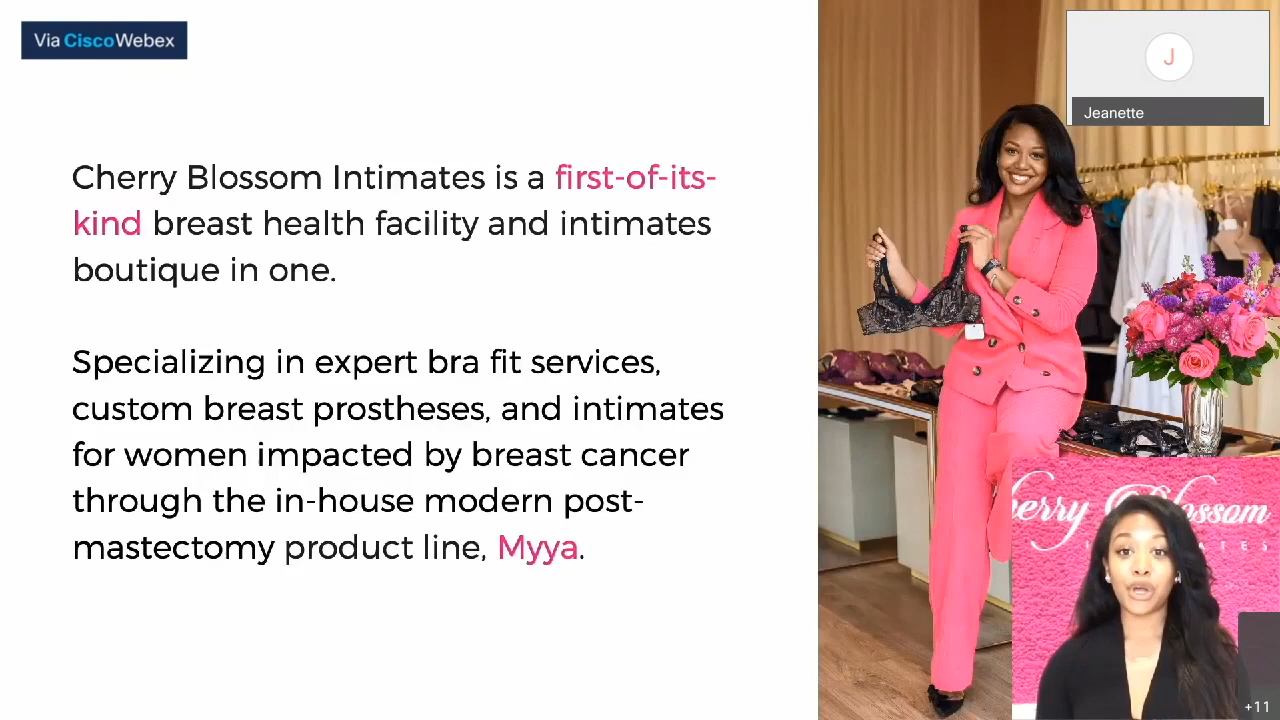 Via CiscoWebex
J
Jeanette
Cherry Blossom Intimates is a first-of-its-
kind breast health facility and intimates
boutique in one.
Specializing in expert bra fit services,
custom breast prostheses, and intimates
for women impacted by breast cancer
through the in-house modern post-
mastectomy product line, Myya.
Cherry Blossom
+11